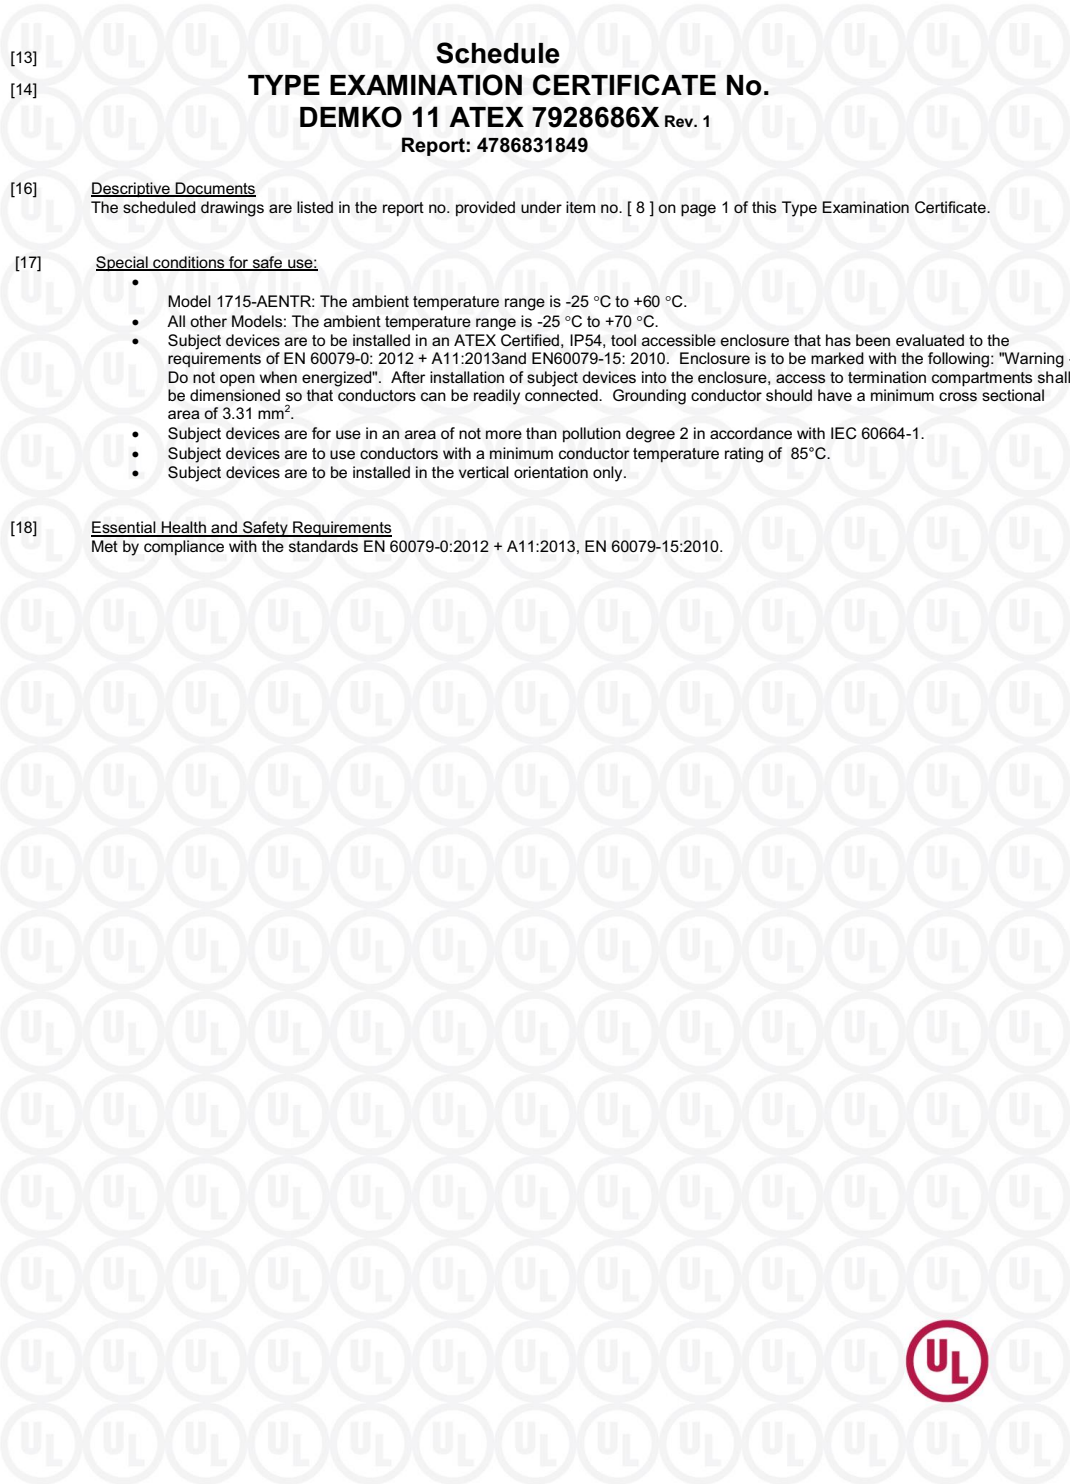 [13] Schedule
[14] TYPE EXAMINATION CERTIFICATE No.
DEMKO 11 ATEX 7928686X Rev. 1
Report: 4786831849
[16] Descriptive Documents
The scheduled drawings are listed in the report no. provided under item no. [ 8 ] on page 1 of this Type Examination Certificate.
[17] Special conditions for safe use:
•
Model 1715-AENTR: The ambient temperature range is -25 °C to +60 °C.
• All other Models: The ambient temperature range is -25 °C to +70 °C.
• Subject devices are to be installed in an ATEX Certified, IP54, tool accessible enclosure that has been evaluated to the
requirements of EN 60079-0: 2012 + A11:2013and EN60079-15: 2010. Enclosure is to be marked with the following: "Warning -
Do not open when energized". After installation of subject devices into the enclosure, access to termination compartments shall
be dimensioned so that conductors can be readily connected. Grounding conductor should have a minimum cross sectional
area of 3.31 mm².
• Subject devices are for use in an area of not more than pollution degree 2 in accordance with IEC 60664-1.
• Subject devices are to use conductors with a minimum conductor temperature rating of 85°C.
• Subject devices are to be installed in the vertical orientation only.
[18] Essential Health and Safety Requirements
Met by compliance with the standards EN 60079-0:2012 + A11:2013, EN 60079-15:2010.
UL